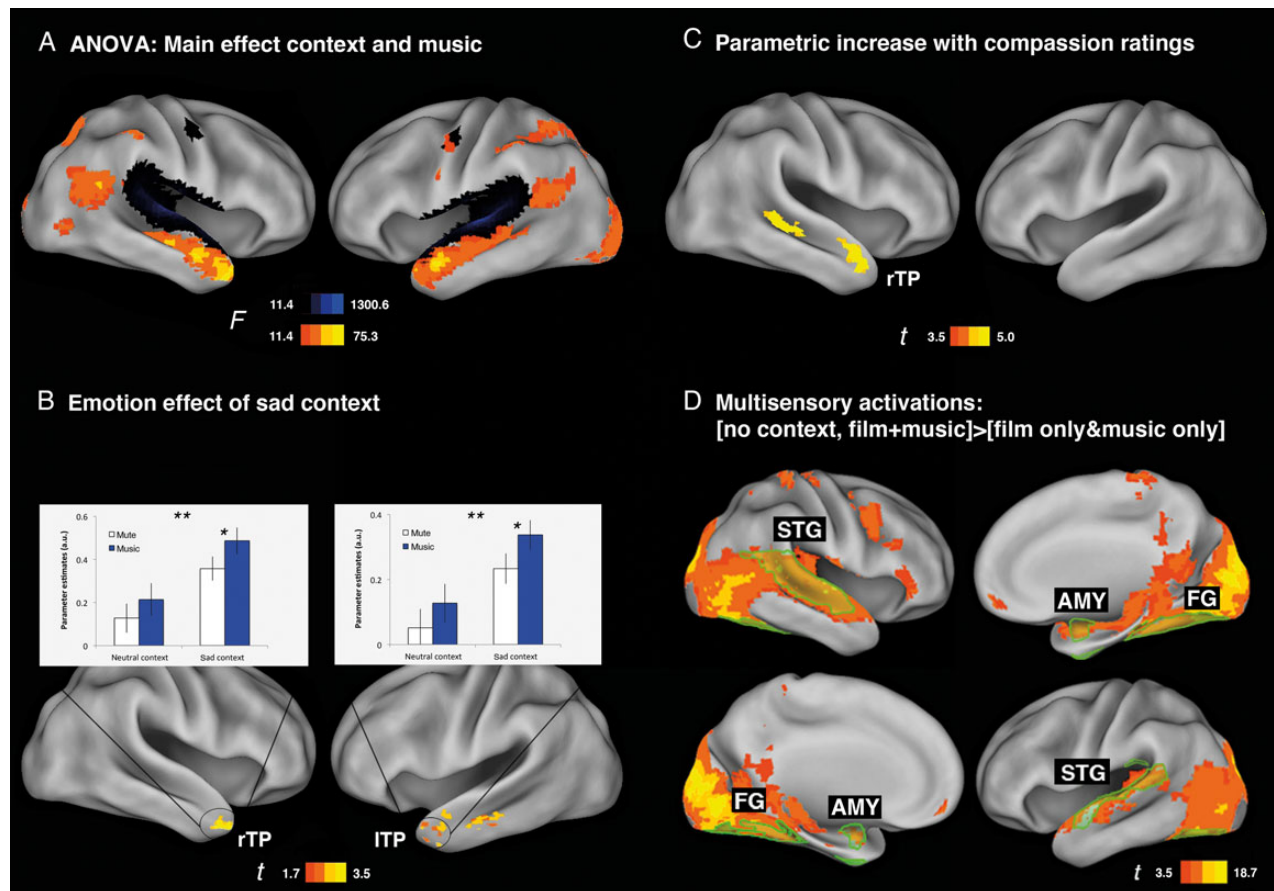 A ANOVA: Main effect context and music
F
11.4 1300.6
11.4 75.3
B Emotion effect of sad context
Parameter estimates (a.u.)
0.6
0.4
0.2
0
**
*
Mute
Music
Neutral context Sad context
Parameter estimates (a.u.)
0.4
0.2
0
**
*
Mute
Music
Neutral context Sad context
rTP
lTP
t 1.7 3.5
C Parametric increase with compassion ratings
rTP
t 3.5 5.0
D Multisensory activations:
[no context, film+music]>[film only&music only]
STG
AMY FG
FG AMY
STG
t 3.5 18.7